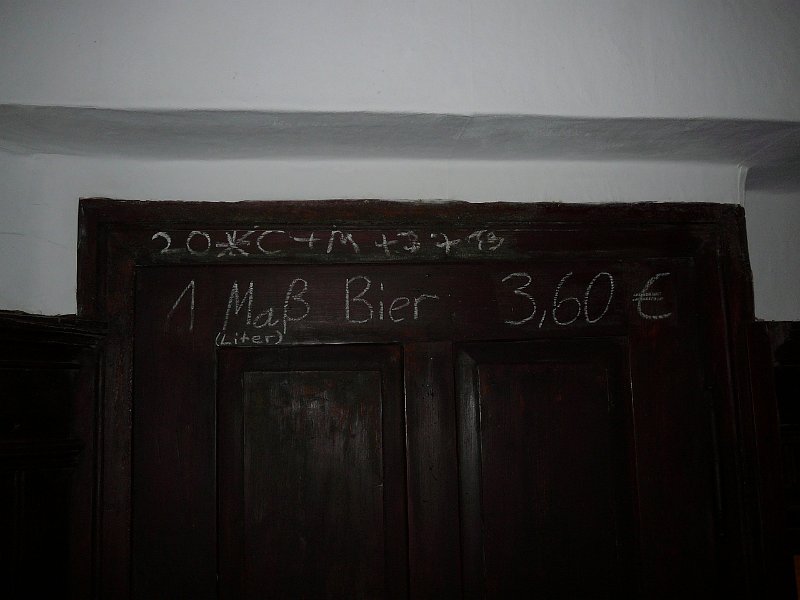 20*C+M+B+13
1 Maß Bier 3,60 €
(Liter)